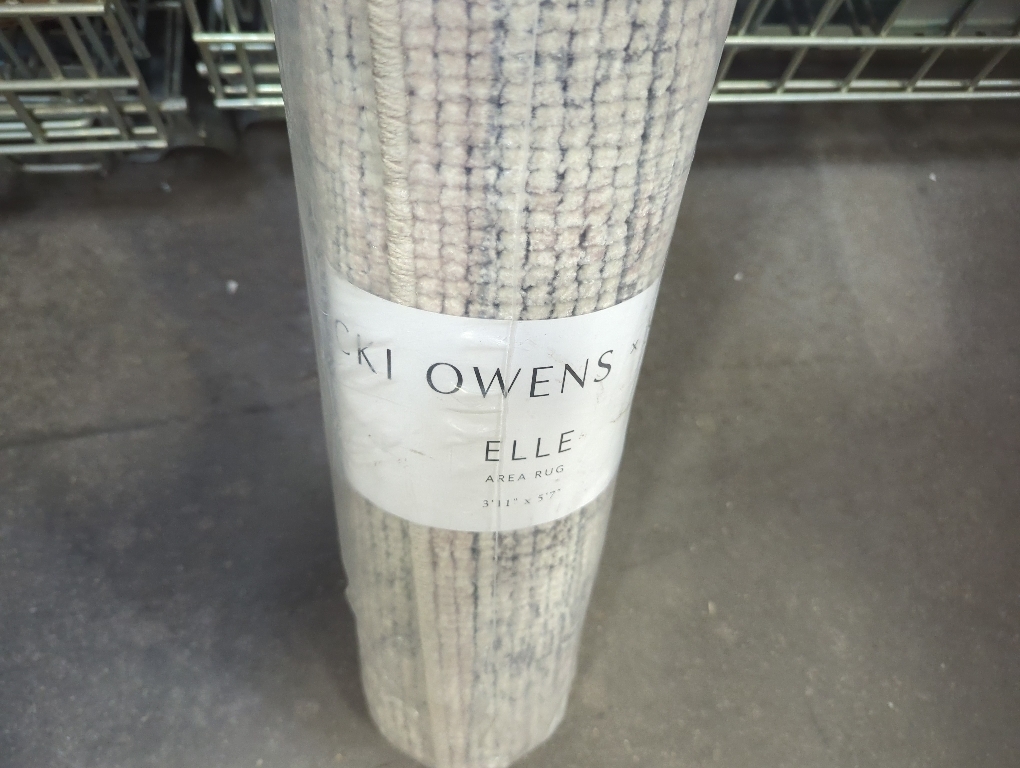 CKI OWENS x
ELLE
AREA RUG
3'11" x 5'7"